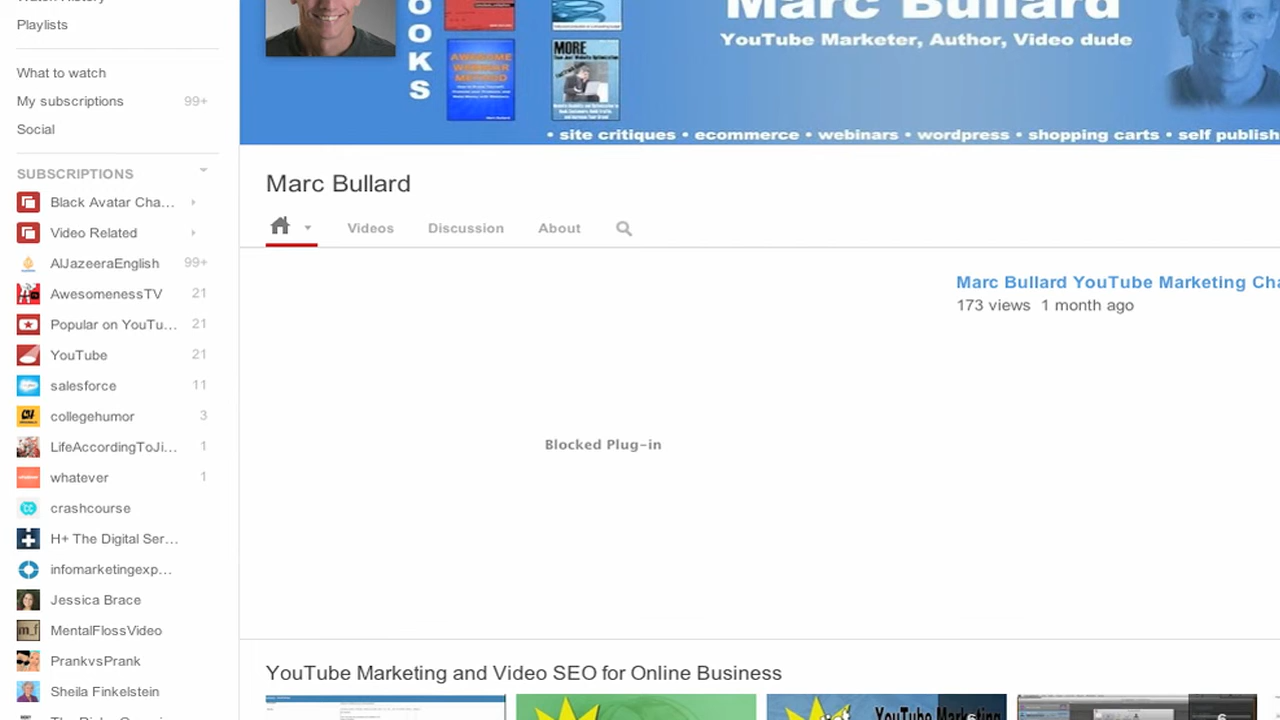 Playlists
What to watch
My subscriptions 99+
Social
SUBSCRIPTIONS
Black Avatar Cha...
Video Related
AlJazeeraEnglish 99+
AwesomenessTV 21
Popular on YouTu... 21
YouTube 21
salesforce 11
collegehumor 3
LifeAccordingToJi... 1
whatever 1
crashcourse
H+ The Digital Ser...
infomarketingexp...
Jessica Brace
MentalFlossVideo
PrankvsPrank
Sheila Finkelstein
OOKS
AWESOME
WEBINAR
METHOD
MORE
Marc Bullard
YouTube Marketer, Author, Video dude
• site critiques • ecommerce • webinars • wordpress • shopping carts • self publish
Marc Bullard
Videos Discussion About
Marc Bullard YouTube Marketing Cha
173 views 1 month ago
Blocked Plug-in
YouTube Marketing and Video SEO for Online Business
YouTube Marketing